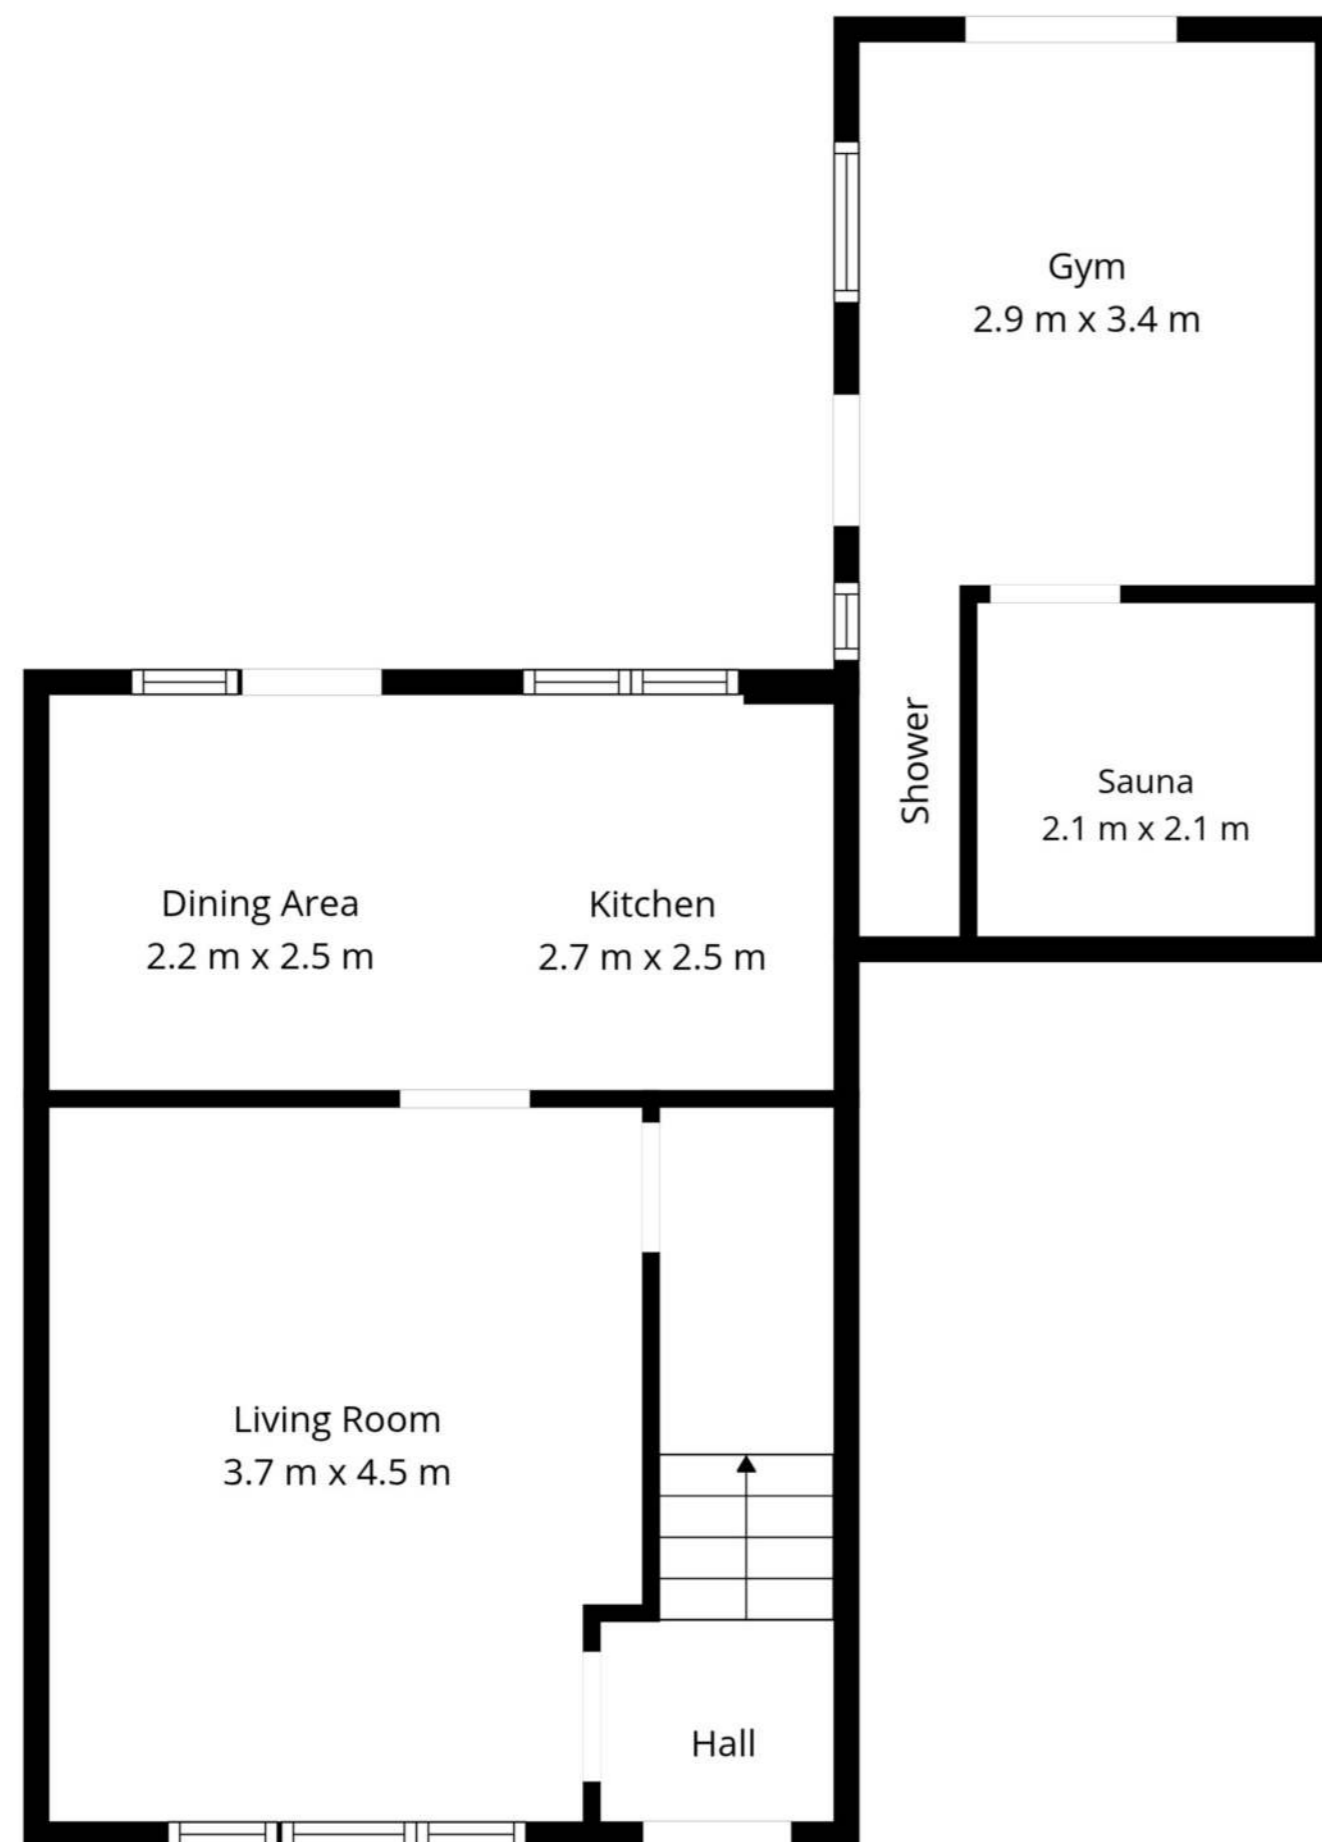 Gym
2.9 m x 3.4 m
Shower
Sauna
2.1 m x 2.1 m
Dining Area
2.2 m x 2.5 m
Kitchen
2.7 m x 2.5 m
Living Room
3.7 m x 4.5 m
Hall